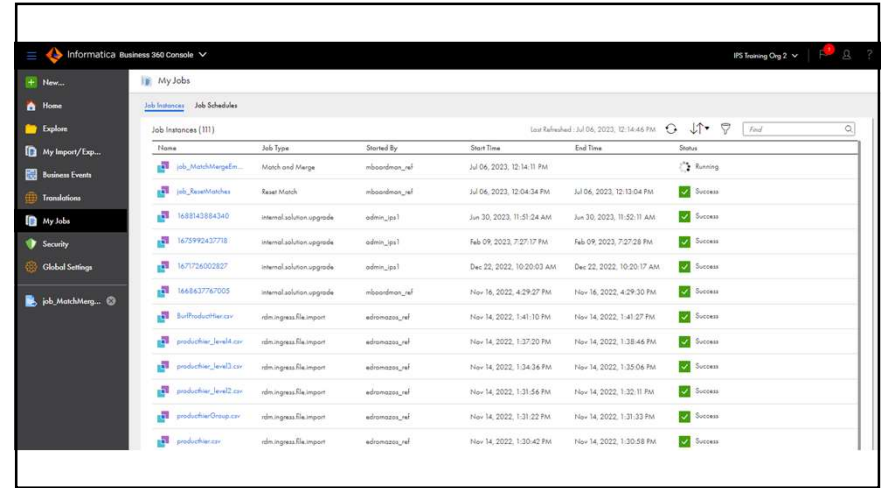 Informatica Business 360 Console
IPS Training Org 2
?
New...
Home
Explore
My Import/Exp...
Business Events
Translations
My Jobs
Security
Global Settings
job_MatchMerg...
My Jobs
Job Instances Job Schedules
Job Instances (111) Last Refreshed : Jul 06, 2023, 12:14:46 PM Find
Name Job Type Started By Start Time End Time Status
job_MatchMergeEm... Match and Merge mboardman_ref Jul 06, 2023, 12:14:11 PM Running
job_ResetMatches Reset Match mboardman_ref Jul 06, 2023, 12:04:34 PM Jul 06, 2023, 12:13:04 PM Success
1688143884340 internal.solution.upgrade admin_ips1 Jun 30, 2023, 11:51:24 AM Jun 30, 2023, 11:52:11 AM Success
1675992437718 internal.solution.upgrade admin_ips1 Feb 09, 2023, 7:27:17 PM Feb 09, 2023, 7:27:28 PM Success
1671726002827 internal.solution.upgrade admin_ips1 Dec 22, 2022, 10:20:03 AM Dec 22, 2022, 10:20:17 AM Success
1668637767005 internal.solution.upgrade mboardman_ref Nov 16, 2022, 4:29:27 PM Nov 16, 2022, 4:29:30 PM Success
rdm.ingress.file.import edromazos_ref Nov 14, 2022, 1:41:10 PM Nov 14, 2022, 1:41:27 PM Success
producthier_level4.csv rdm.ingress.file.import edromazos_ref Nov 14, 2022, 1:37:20 PM Nov 14, 2022, 1:38:46 PM Success
producthier_level3.csv rdm.ingress.file.import edromazos_ref Nov 14, 2022, 1:34:36 PM Nov 14, 2022, 1:35:06 PM Success
producthier_level2.csv rdm.ingress.file.import edromazos_ref Nov 14, 2022, 1:31:56 PM Nov 14, 2022, 1:32:11 PM Success
producthierGroup.csv rdm.ingress.file.import edromazos_ref Nov 14, 2022, 1:31:22 PM Nov 14, 2022, 1:31:33 PM Success
producthier.csv rdm.ingress.file.import edromazos_ref Nov 14, 2022, 1:30:42 PM Nov 14, 2022, 1:30:58 PM Success